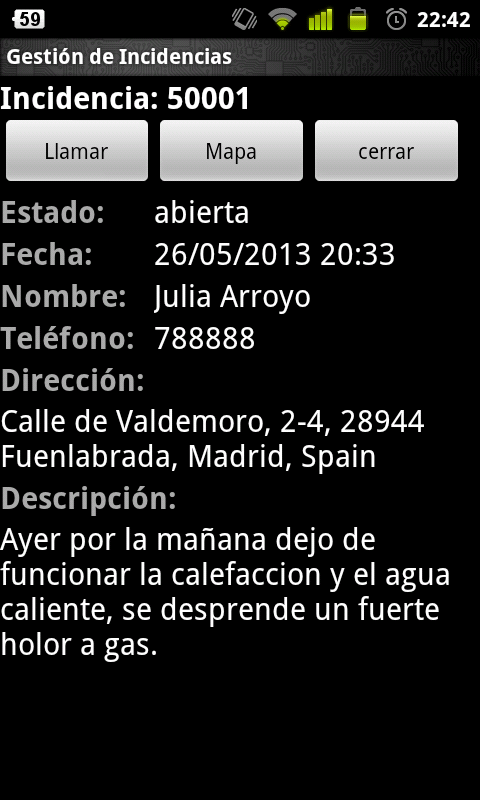 59 22:42
Gestión de Incidencias
Incidencia: 50001
Llamar Mapa cerrar
Estado: abierta
Fecha: 26/05/2013 20:33
Nombre: Julia Arroyo
Teléfono: 788888
Dirección:
Calle de Valdemoro, 2-4, 28944
Fuenlabrada, Madrid, Spain
Descripción:
Ayer por la mañana dejo de
funcionar la calefaccion y el agua
caliente, se desprende un fuerte
holor a gas.